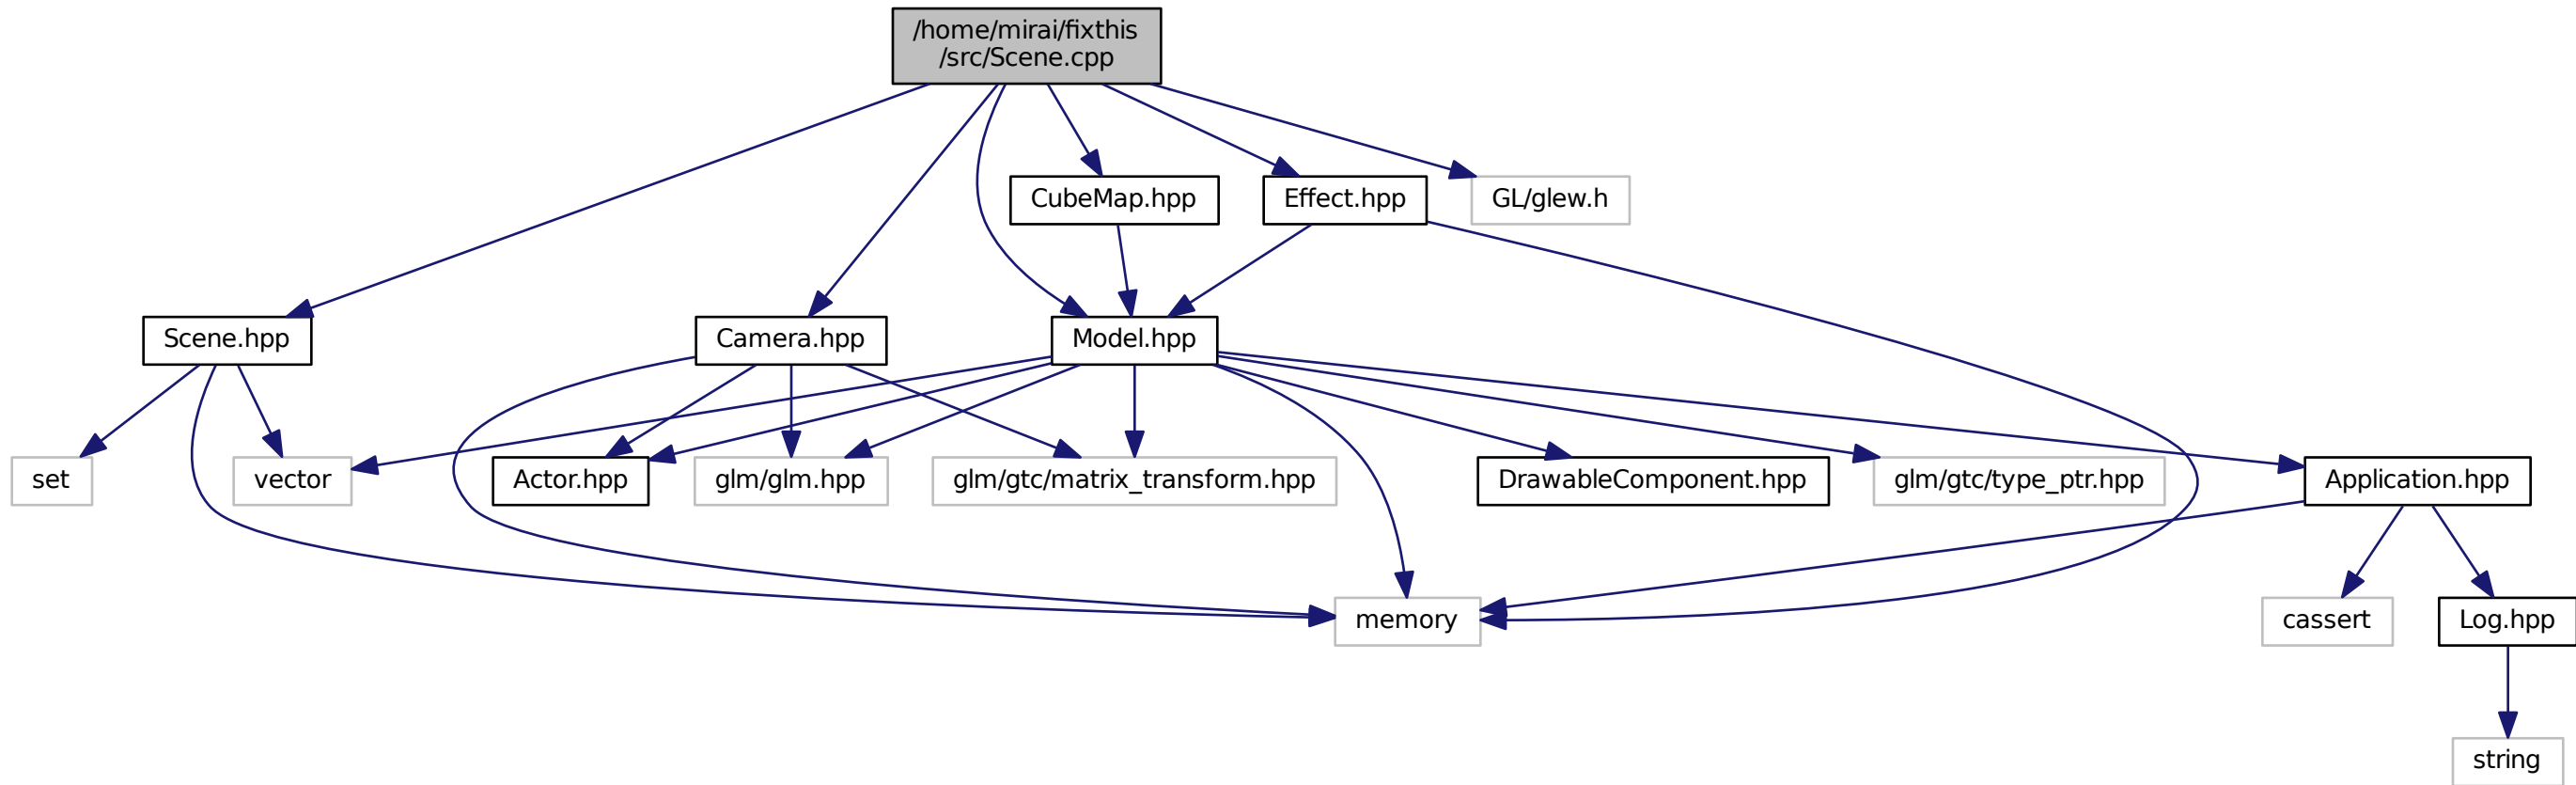 /home/mirai/fixthis
/src/Scene.cpp
CubeMap.hpp
Effect.hpp
GL/glew.h
Scene.hpp
Camera.hpp
Model.hpp
set
vector
Actor.hpp
glm/glm.hpp
glm/gtc/matrix_transform.hpp
DrawableComponent.hpp
glm/gtc/type_ptr.hpp
Application.hpp
memory
cassert
Log.hpp
string